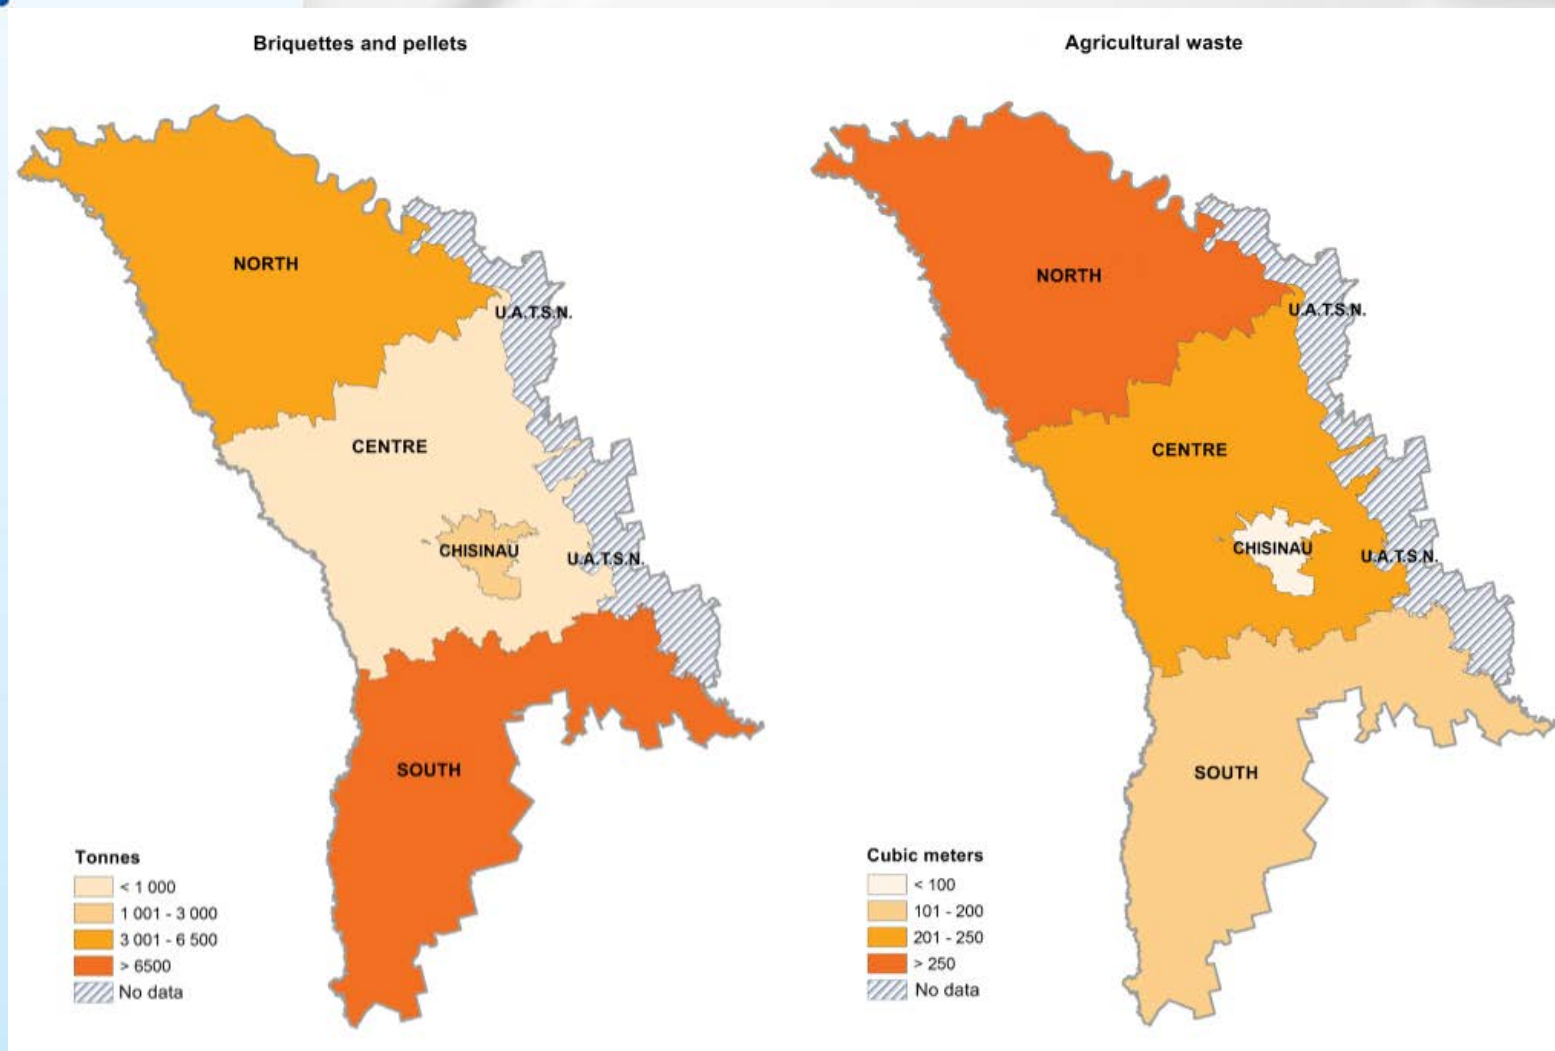 Briquettes and pellets
NORTH
U.A.T.S.N.
CENTRE
CHISINAU
U.A.T.S.N.
SOUTH
Tonnes
< 1 000
1 001 - 3 000
3 001 - 6 500
> 6500
No data
Agricultural waste
NORTH
U.A.T.S.N.
CENTRE
CHISINAU
U.A.T.S.N.
SOUTH
Cubic meters
< 100
101 - 200
201 - 250
> 250
No data